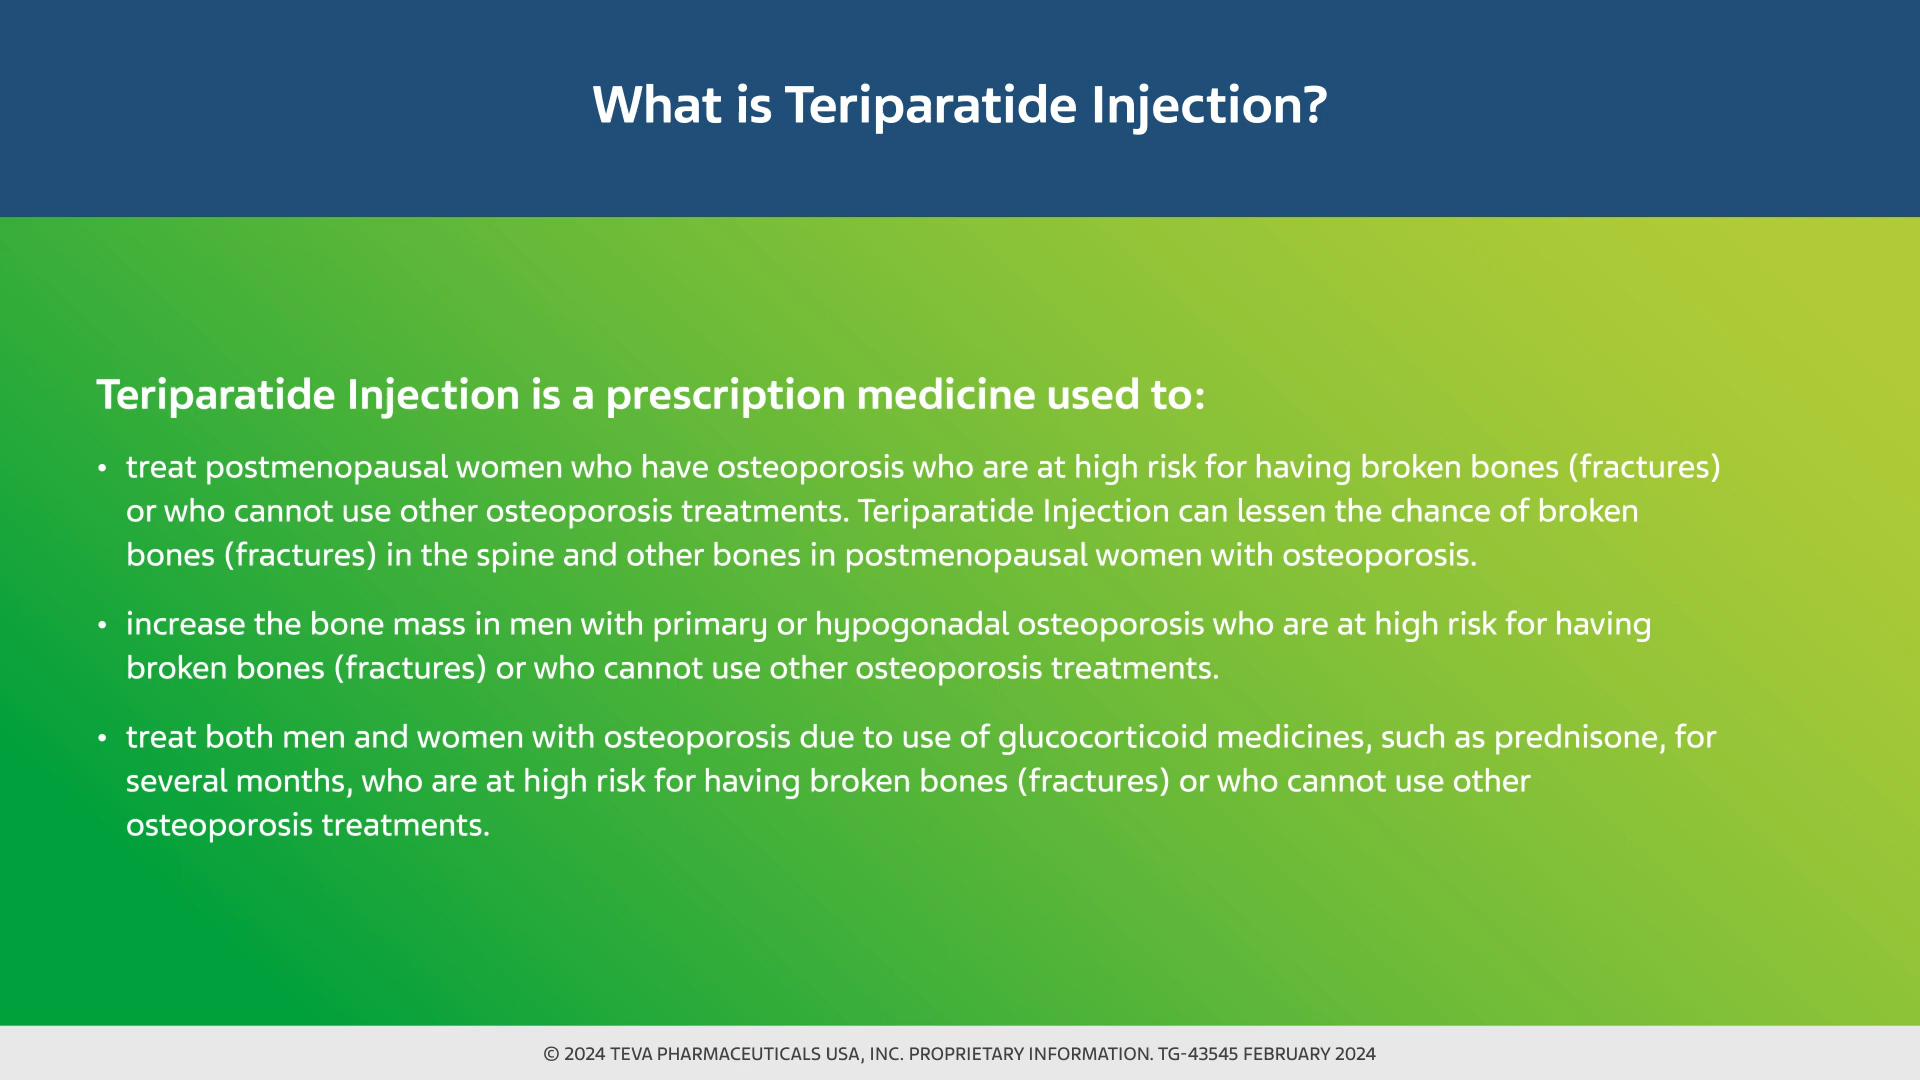 What is Teriparatide Injection?
Teriparatide Injection is a prescription medicine used to:
• treat postmenopausal women who have osteoporosis who are at high risk for having broken bones (fractures)
or who cannot use other osteoporosis treatments. Teriparatide Injection can lessen the chance of broken
bones (fractures) in the spine and other bones in postmenopausal women with osteoporosis.
• increase the bone mass in men with primary or hypogonadal osteoporosis who are at high risk for having
broken bones (fractures) or who cannot use other osteoporosis treatments.
• treat both men and women with osteoporosis due to use of glucocorticoid medicines, such as prednisone, for
several months, who are at high risk for having broken bones (fractures) or who cannot use other
osteoporosis treatments.
© 2024 TEVA PHARMACEUTICALS USA, INC. PROPRIETARY INFORMATION. TG-43545 FEBRUARY 2024